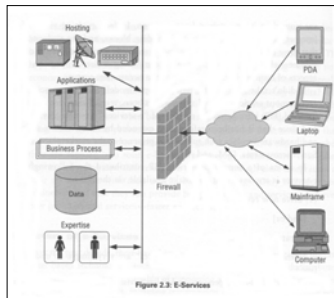 Hosting
Applications
Business Process
Data
Expertise
Firewall
PDA
Laptop
Mainframe
Computer
Figure 2.3: E-Services